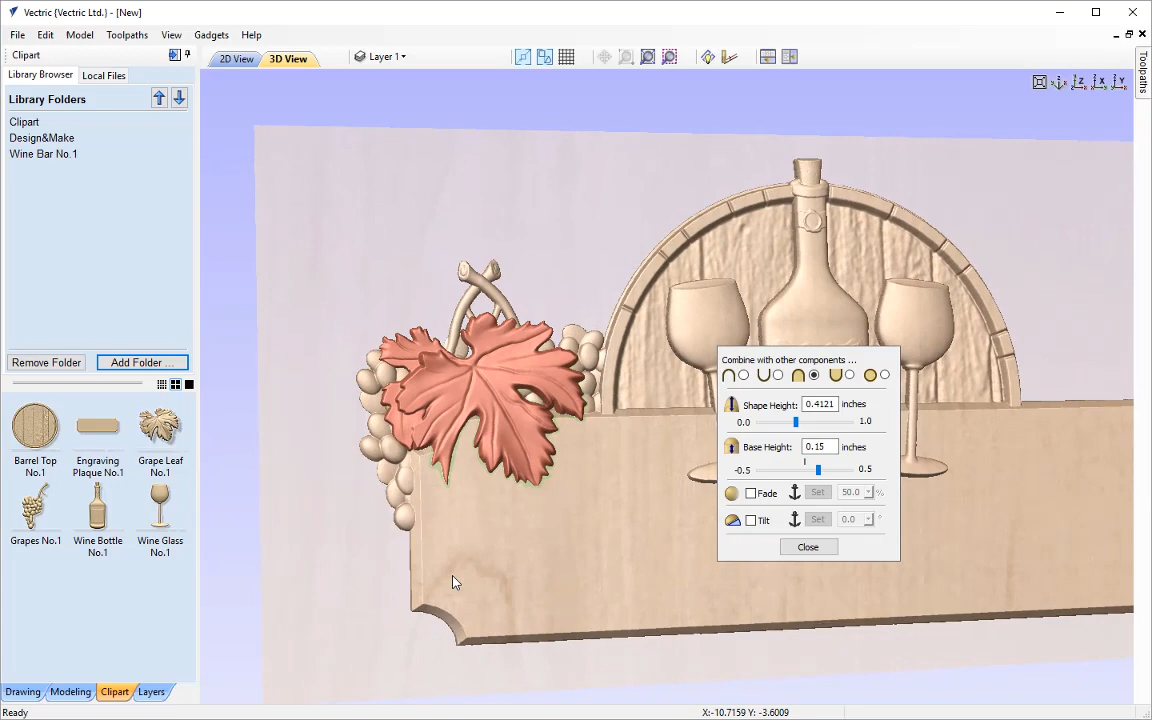 Vectric {Vectric Ltd.} - [New]
File Edit Model Toolpaths View Gadgets Help
Clipart
2D View 3D View Layer 1
Library Browser Local Files
Toolpaths
Z X Y
Library Folders
Clipart
Design&Make
Wine Bar No.1
Remove Folder Add Folder ...
Combine with other components ...
Shape Height: 0.4121 inches
0.0 1.0
Base Height: 0.15 inches
-0.5 0.5
Fade Set 50.0 %
Tilt Set 0.0 °
Close
Barrel Top No.1
Engraving Plaque No.1
Grape Leaf No.1
Grapes No.1
Wine Bottle No.1
Wine Glass No.1
Drawing Modeling Clipart Layers
Ready X:-10.7159 Y: -3.6009